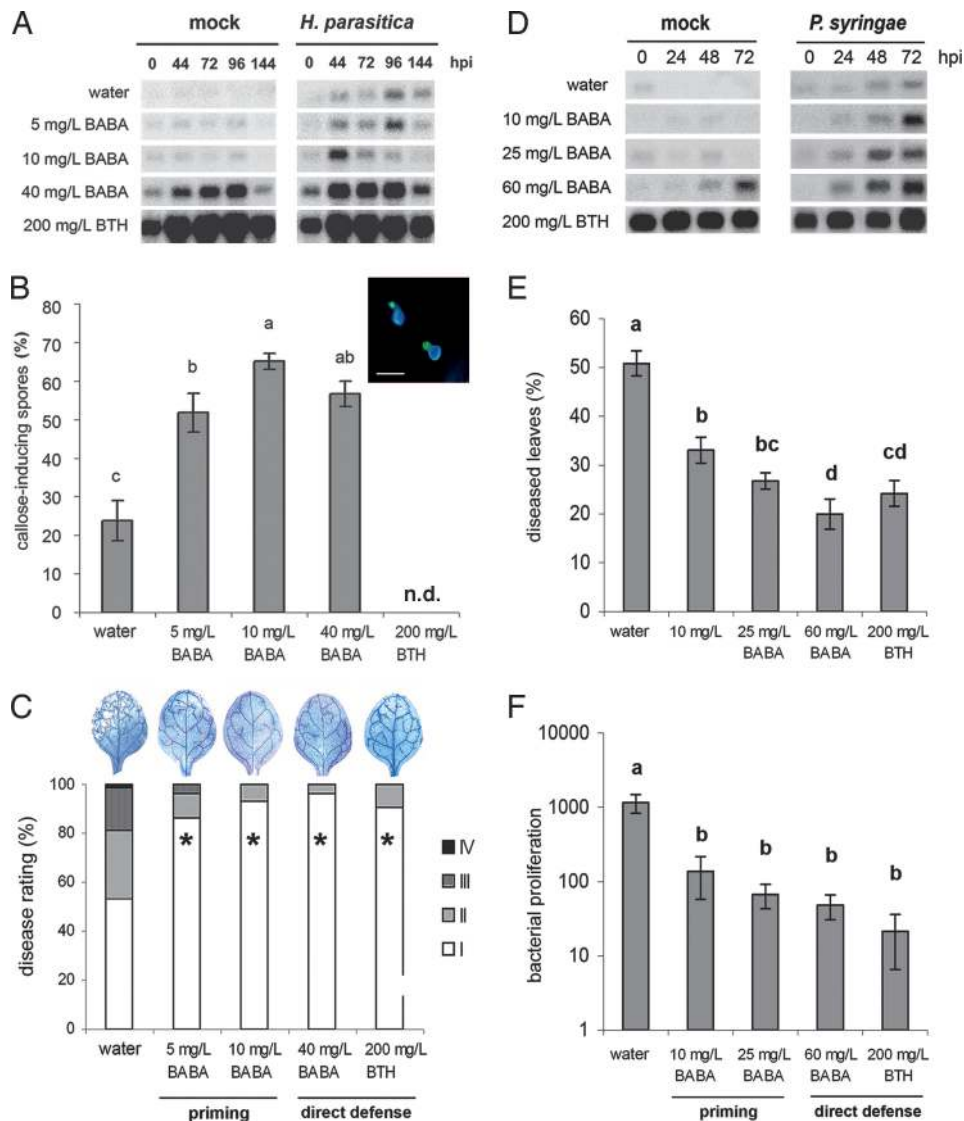 A
mock
H. parasitica
0 44 72 96 144
0 44 72 96 144 hpi
water
5 mg/L BABA
10 mg/L BABA
40 mg/L BABA
200 mg/L BTH
D
mock
P. syringae
0 24 48 72
0 24 48 72 hpi
water
10 mg/L BABA
25 mg/L BABA
60 mg/L BABA
200 mg/L BTH
B
callose-inducing spores (%)
80
70
60
50
40
30
20
10
0
c
b
a
ab
n.d.
water
5 mg/L BABA
10 mg/L BABA
40 mg/L BABA
200 mg/L BTH
E
diseased leaves (%)
60
50
40
30
20
10
0
a
b
bc
d
cd
water
10 mg/L
25 mg/L BABA
60 mg/L BABA
200 mg/L BTH
C
disease rating (%)
100
80
60
40
20
0
* * * *
IV
III
II
I
water
5 mg/L BABA
10 mg/L BABA
40 mg/L BABA
200 mg/L BTH
priming
direct defense
F
bacterial proliferation
10000
1000
100
10
1
a
b
b
b
b
water
10 mg/L BABA
25 mg/L BABA
60 mg/L BABA
200 mg/L BTH
priming
direct defense